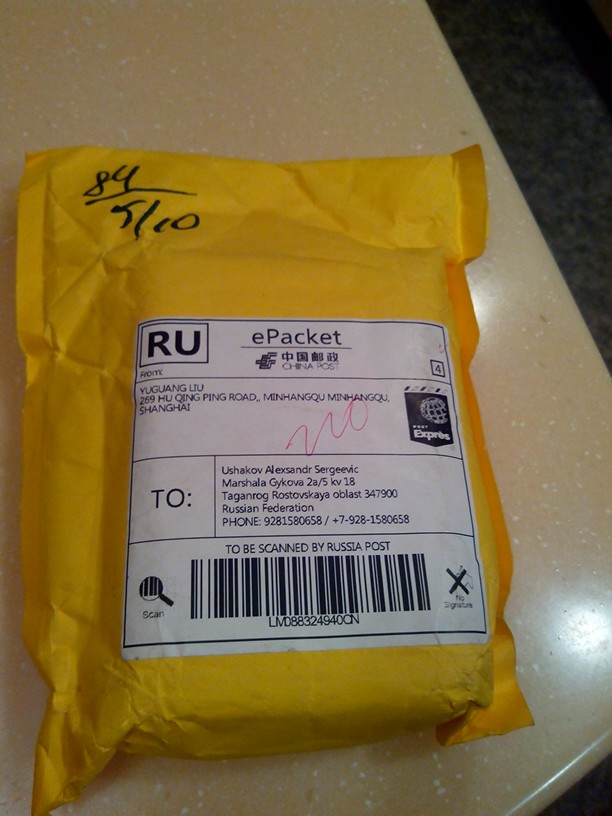 84
5/10
RU
ePacket
中国邮政
CHINA POST
From:
4
YUGUANG LIU
269 HU QING PING ROAD,, MINHANGQU MINHANGQU,
SHANGHAI
Exprès
TO:
Ushakov Alexsandr Sergeevic
Marshala Gykova 2a/5 kv 18
Taganrog Rostovskaya oblast 347900
Russian Federation
PHONE: 9281580658 / +7-928-1580658
TO BE SCANNED BY RUSSIA POST
Scan
No
Signature
LM088324940CN